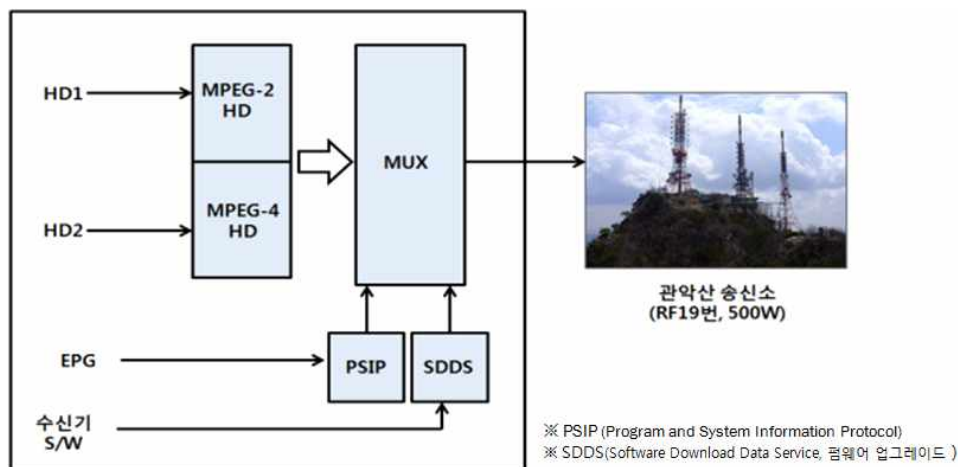 HD1
MPEG-2
HD
MUX
HD2
MPEG-4
HD
관악산 송신소
(RF19번, 500W)
EPG
PSIP
SDDS
수신기
S/W
※ PSIP (Program and System Information Protocol)
※ SDDS(Software Download Data Service, 펌웨어 업그레이드 )